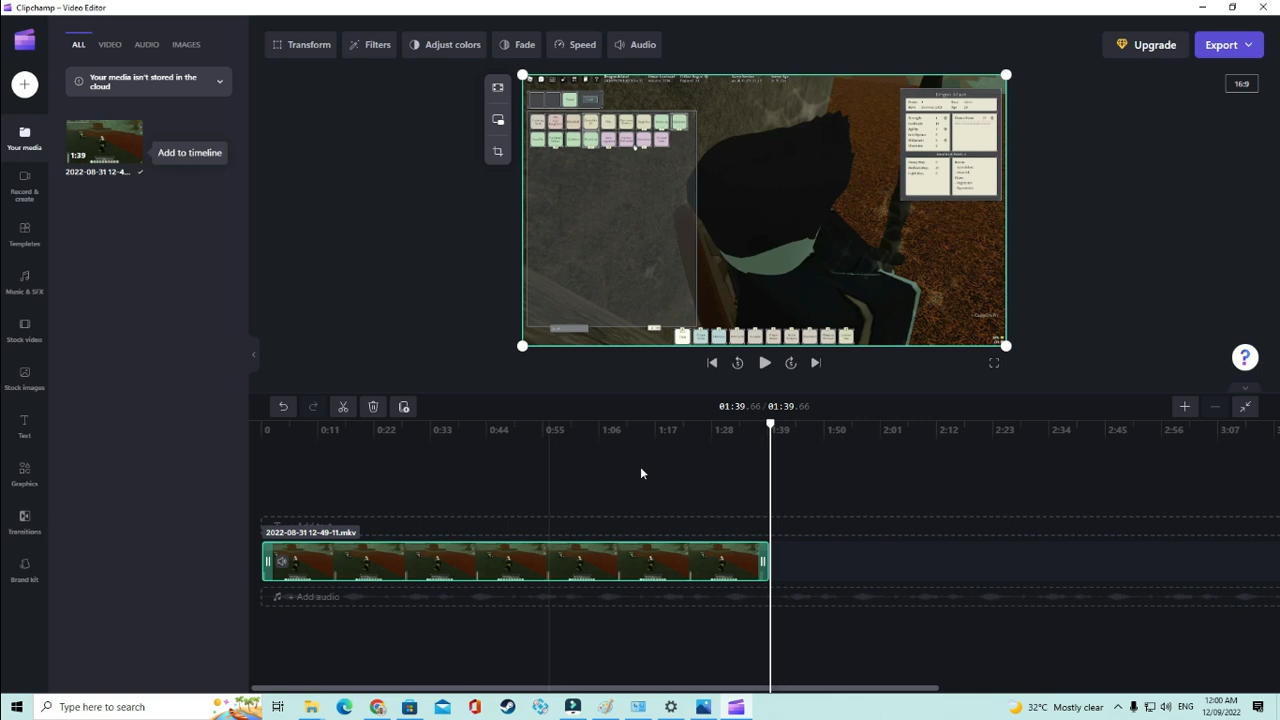 Clipchamp – Video Editor
ALL VIDEO AUDIO IMAGES
Transform Filters Adjust colors Fade Speed Audio
Upgrade Export
Your media isn't stored in the
cloud
16:9
Your media
1:39
Add to timeline
2022-08-31 12-4...
Record &
create
Templates
Music & SFX
Stock video
Stock images
Text
Graphics
Transitions
Brand kit
?
01:39.66 / 01:39.66
0 0:11 0:22 0:33 0:44 0:55 1:06 1:17 1:28 1:39 1:50 2:01 2:12 2:23 2:34 2:45 2:56 3:07
2022-08-31 12-49-11.mkv
+ Add audio
Type here to search
32°C Mostly clear
ENG
12:00 AM
12/09/2022